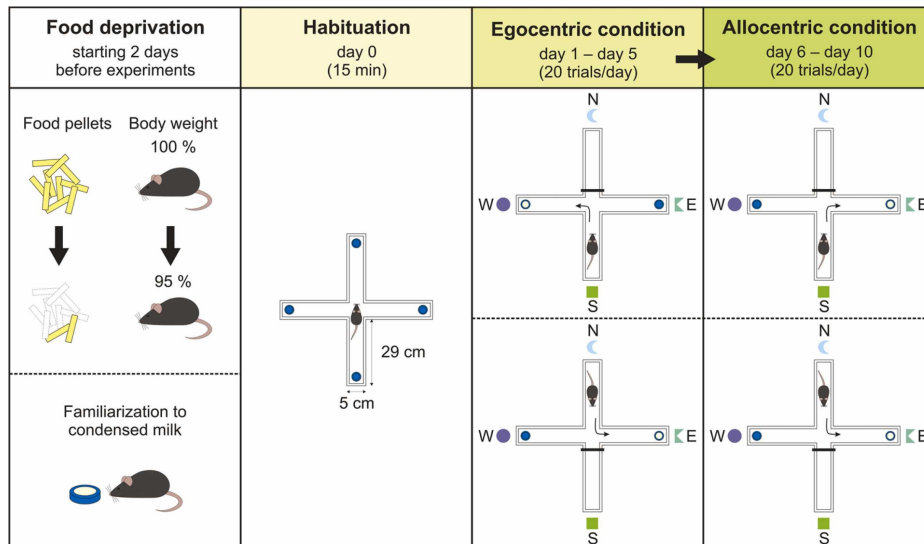 Food deprivation
starting 2 days
before experiments
Habituation
day 0
(15 min)
Egocentric condition
day 1 – day 5
(20 trials/day)
Allocentric condition
day 6 – day 10
(20 trials/day)
Food pellets
Body weight
100 %
95 %
Familiarization to
condensed milk
29 cm
5 cm
N
W
E
S
N
W
E
S
N
W
E
S
N
W
E
S